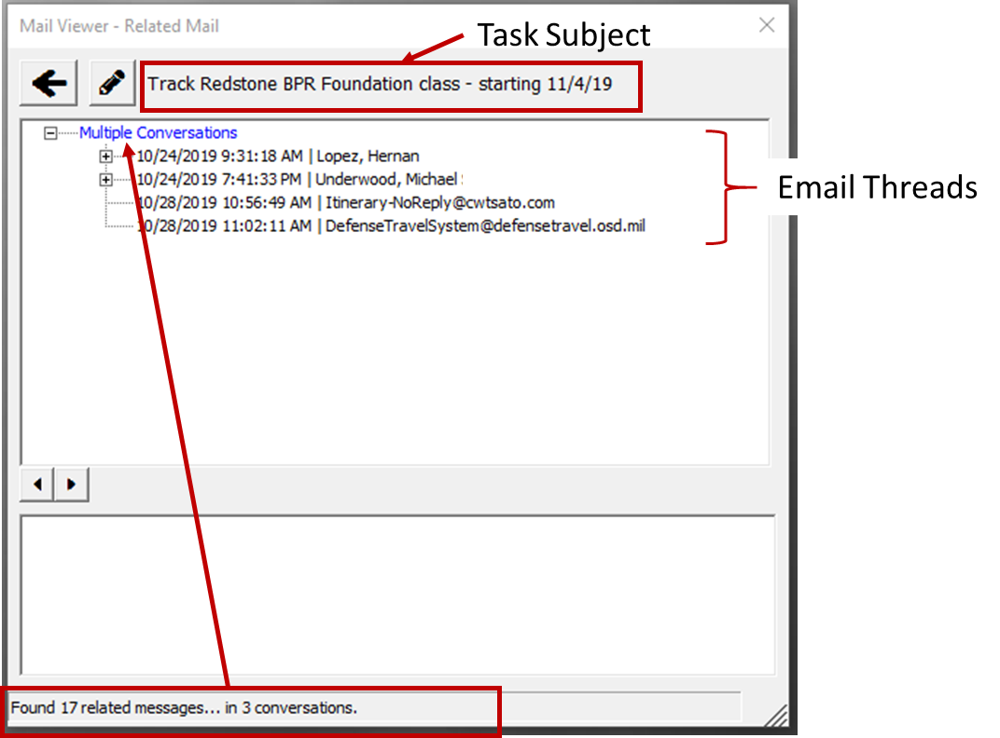 Mail Viewer - Related Mail
Task Subject
Track Redstone BPR Foundation class - starting 11/4/19
Multiple Conversations
10/24/2019 9:31:18 AM | Lopez, Hernan
10/24/2019 7:41:33 PM | Underwood, Michael
10/28/2019 10:56:49 AM | Itinerary-NoReply@cwtsato.com
10/28/2019 11:02:11 AM | DefenseTravelSystem@defensetravel.osd.mil
Email Threads
Found 17 related messages... in 3 conversations.